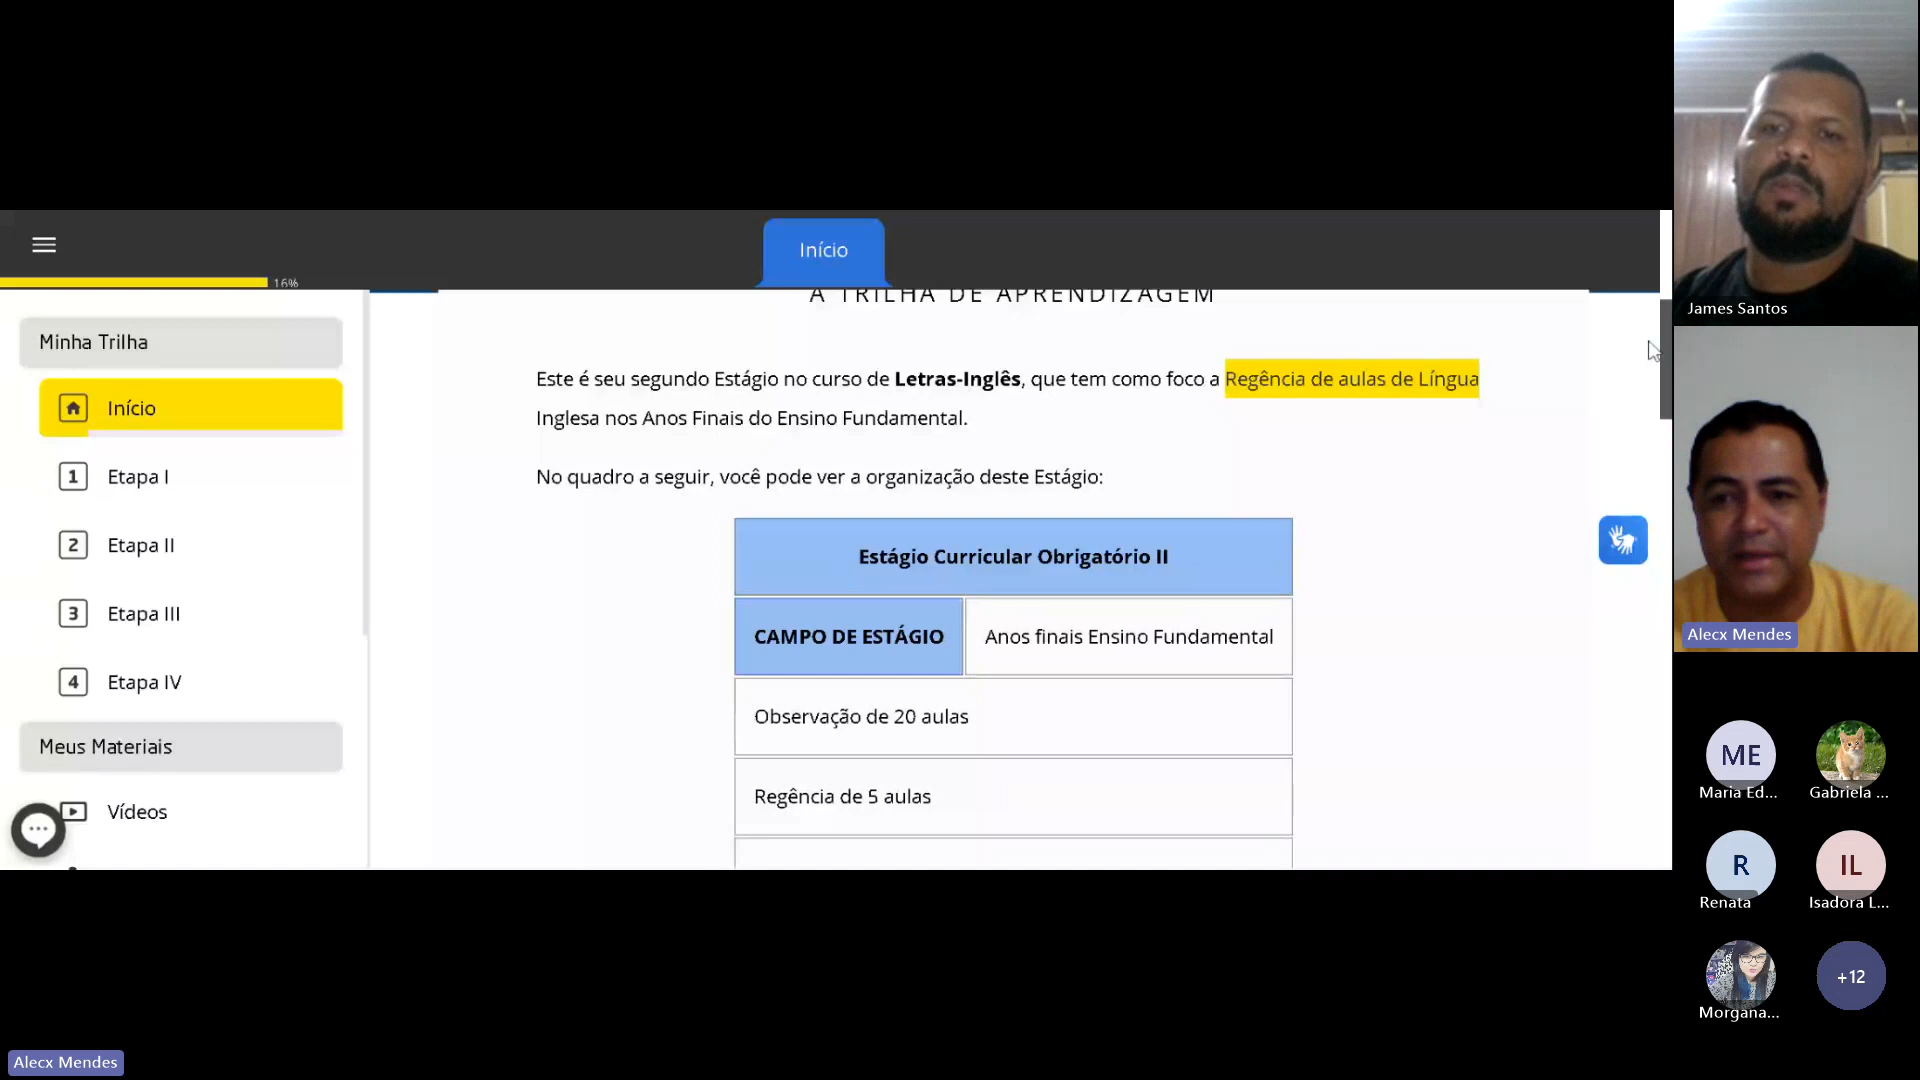 Início
16%
A TRILHA DE APRENDIZAGEM
Minha Trilha
Início
1 Etapa I
2 Etapa II
3 Etapa III
4 Etapa IV
Meus Materiais
Vídeos
Este é seu segundo Estágio no curso de Letras-Inglês, que tem como foco a Regência de aulas de Língua
Inglesa nos Anos Finais do Ensino Fundamental.
No quadro a seguir, você pode ver a organização deste Estágio:
Estágio Curricular Obrigatório II
CAMPO DE ESTÁGIO Anos finais Ensino Fundamental
Observação de 20 aulas
Regência de 5 aulas
James Santos
Alecx Mendes
ME
Maria Ed...
Gabriela ...
R
Renata
IL
Isadora L...
Morgana...
+12
Alecx Mendes